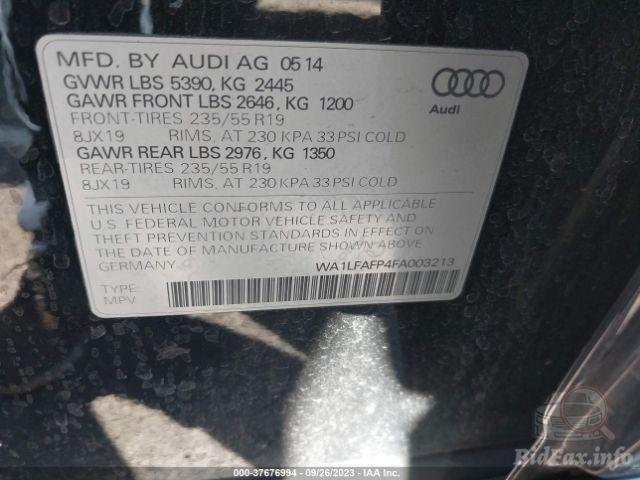 MFD. BY AUDI AG 05 14
GVWR LBS 5390, KG 2445
GAWR FRONT LBS 2646, KG 1200
FRONT-TIRES 235/55 R19
8JX19 RIMS, AT 230 KPA 33 PSI COLD
GAWR REAR LBS 2976, KG 1350
REAR-TIRES 235/55 R19
8JX19 RIMS, AT 230 KPA 33 PSI COLD
Audi
THIS VEHICLE CONFORMS TO ALL APPLICABLE
U.S. FEDERAL MOTOR VEHICLE SAFETY AND
THEFT PREVENTION STANDARDS IN EFFECT ON
THE DATE OF MANUFACTURE SHOWN ABOVE.
GERMANY WA1LFAFP4FA003213
TYPE:
MPV
BidFax.info
000-37676994 - 09/26/2023 - IAA Inc.